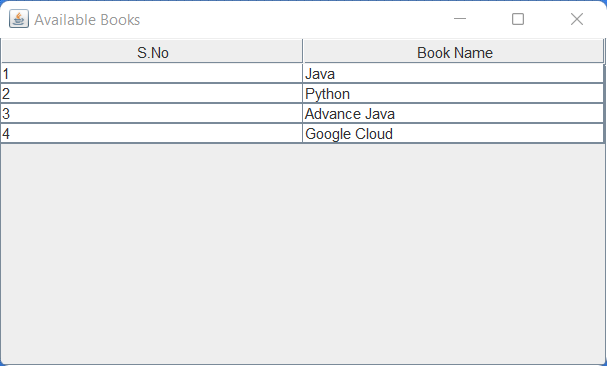 Available Books
S.No Book Name
1 Java
2 Python
3 Advance Java
4 Google Cloud